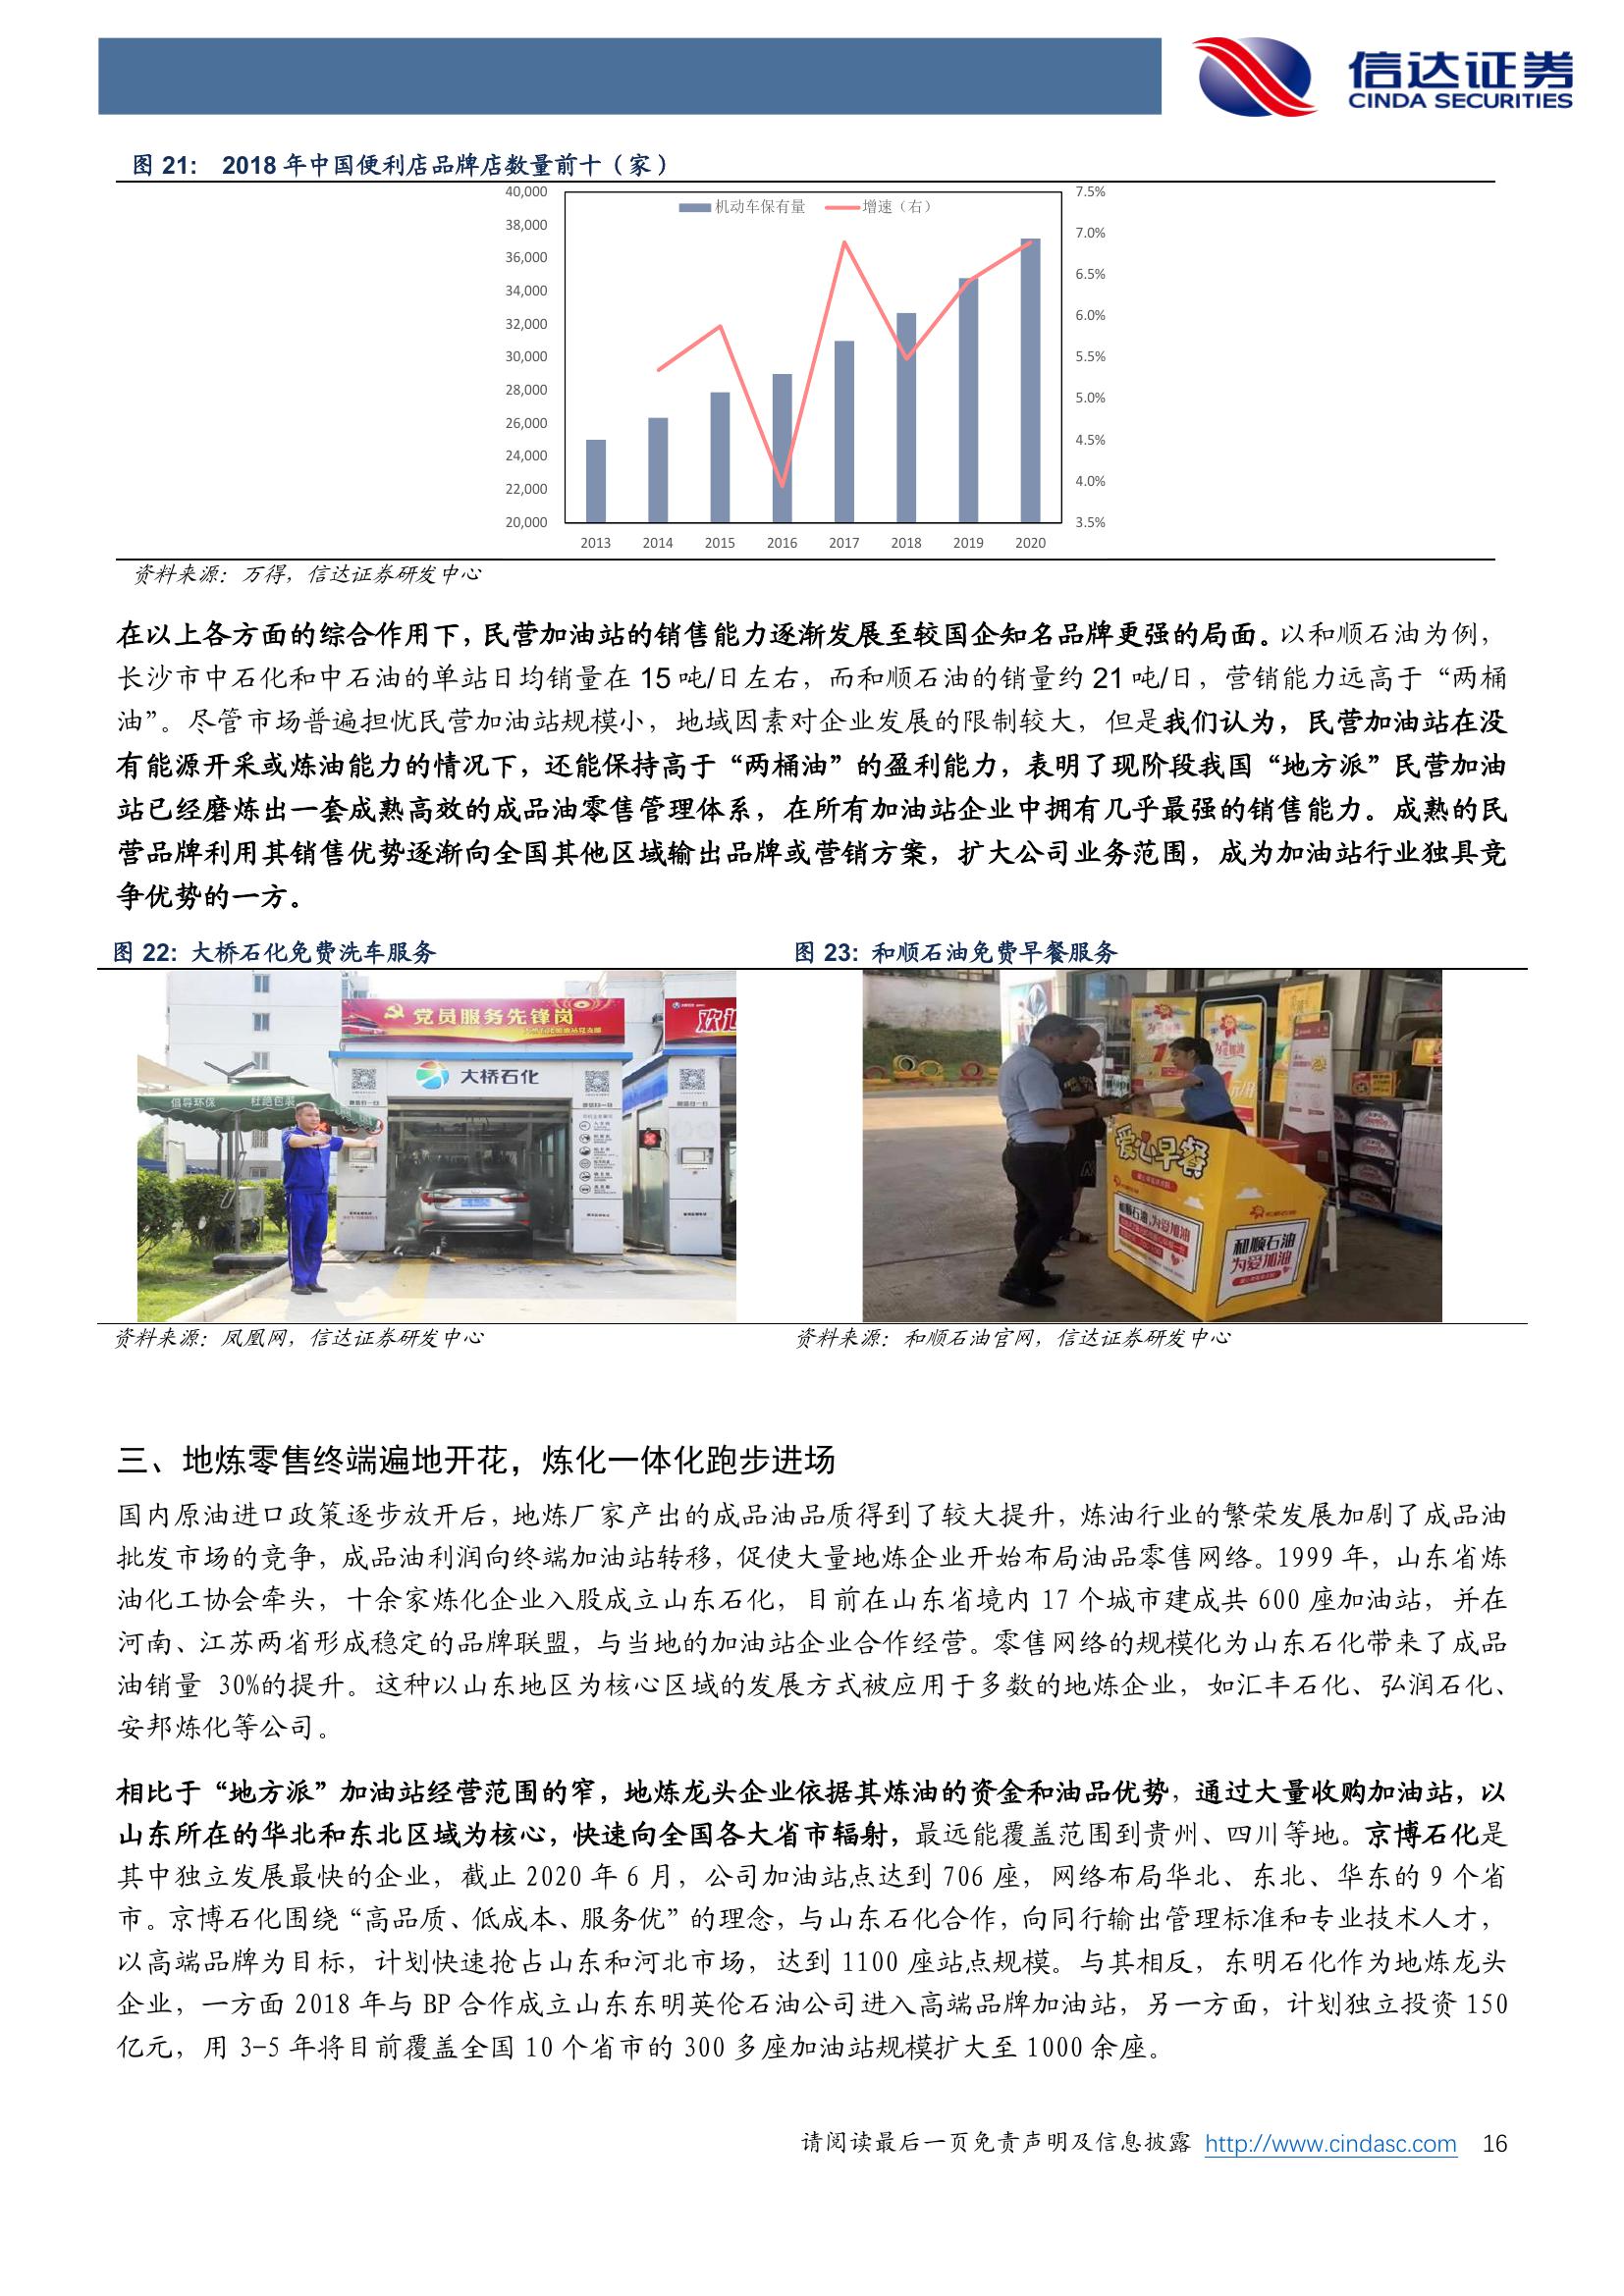 信达证券
CINDA SECURITIES
图 21: 2018 年中国便利店品牌店数量前十（家）
机动车保有量 增速（右）
40,000
38,000
36,000
34,000
32,000
30,000
28,000
26,000
24,000
22,000
20,000
7.5%
7.0%
6.5%
6.0%
5.5%
5.0%
4.5%
4.0%
3.5%
2013 2014 2015 2016 2017 2018 2019 2020
资料来源：万得，信达证券研发中心
在以上各方面的综合作用下，民营加油站的销售能力逐渐发展至较国企知名品牌更强的局面。以和顺石油为例，
长沙市中石化和中石油的单站日均销量在 15 吨/日左右，而和顺石油的销量约 21 吨/日，营销能力远高于“两桶
油”。尽管市场普遍担忧民营加油站规模小，地域因素对企业发展的限制较大，但是我们认为，民营加油站在没
有能源开采或炼油能力的情况下，还能保持高于“两桶油”的盈利能力，表明了现阶段我国“地方派”民营加油
站已经磨炼出一套成熟高效的成品油零售管理体系，在所有加油站企业中拥有几乎最强的销售能力。成熟的民
营品牌利用其销售优势逐渐向全国其他区域输出品牌或营销方案，扩大公司业务范围，成为加油站行业独具竞
争优势的一方。
图 22: 大桥石化免费洗车服务
党员服务先锋岗
大桥石化
倡导环保 杜绝包装
资料来源：凤凰网，信达证券研发中心
图 23: 和顺石油免费早餐服务
爱心早餐
和顺石油
为爱加油
和顺石油,为爱加油
资料来源：和顺石油官网，信达证券研发中心
三、地炼零售终端遍地开花，炼化一体化跑步进场
国内原油进口政策逐步放开后，地炼厂家产出的成品油品质得到了较大提升，炼油行业的繁荣发展加剧了成品油
批发市场的竞争，成品油利润向终端加油站转移，促使大量地炼企业开始布局油品零售网络。1999 年，山东省炼
油化工协会牵头，十余家炼化企业入股成立山东石化，目前在山东省境内 17 个城市建成共 600 座加油站，并在
河南、江苏两省形成稳定的品牌联盟，与当地的加油站企业合作经营。零售网络的规模化为山东石化带来了成品
油销量 30%的提升。这种以山东地区为核心区域的发展方式被应用于多数的地炼企业，如汇丰石化、弘润石化、
安邦炼化等公司。
相比于“地方派”加油站经营范围的窄，地炼龙头企业依据其炼油的资金和油品优势，通过大量收购加油站，以
山东所在的华北和东北区域为核心，快速向全国各大省市辐射，最远能覆盖范围到贵州、四川等地。京博石化是
其中独立发展最快的企业，截止 2020 年 6 月，公司加油站点达到 706 座，网络布局华北、东北、华东的 9 个省
市。京博石化围绕“高品质、低成本、服务优”的理念，与山东石化合作，向同行输出管理标准和专业技术人才，
以高端品牌为目标，计划快速抢占山东和河北市场，达到 1100 座站点规模。与其相反，东明石化作为地炼龙头
企业，一方面 2018 年与 BP 合作成立山东东明英伦石油公司进入高端品牌加油站，另一方面，计划独立投资 150
亿元，用 3-5 年将目前覆盖全国 10 个省市的 300 多座加油站规模扩大至 1000 余座。
请阅读最后一页免责声明及信息披露 http://www.cindasc.com 16